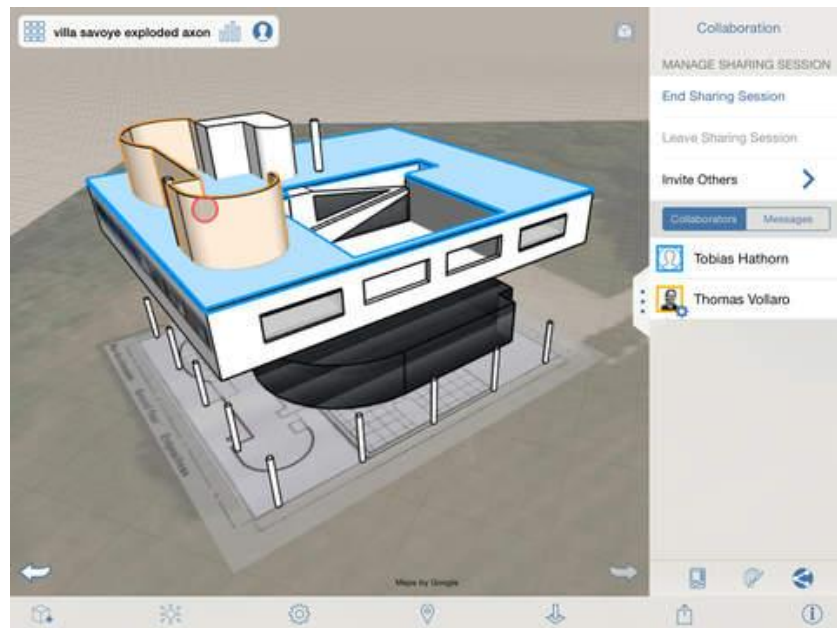 villa savoye exploded axon
Collaboration
MANAGE SHARING SESSION
End Sharing Session
Leave Sharing Session
Invite Others
Collaborators
Messages
Tobias Hathorn
Thomas Vollaro
Maps by Google